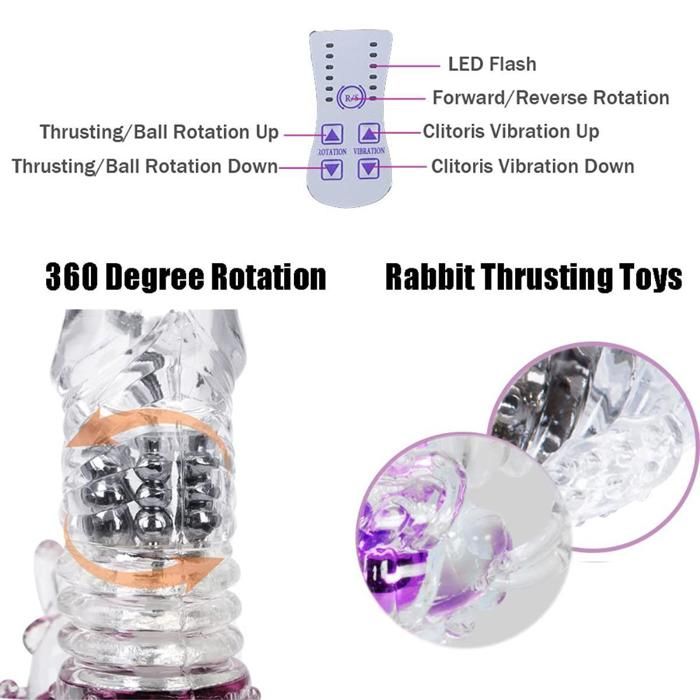 LED Flash
Forward/Reverse Rotation
R/S
Thrusting/Ball Rotation Up
Clitoris Vibration Up
ROTATION VIBRATION
Thrusting/Ball Rotation Down
Clitoris Vibration Down
360 Degree Rotation
Rabbit Thrusting Toys